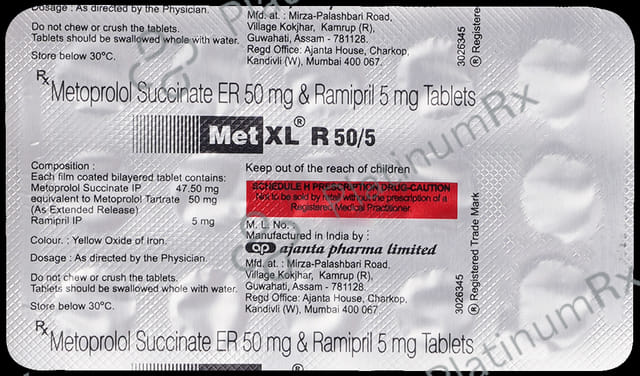 Dosage : As directed by the Physician.
Do not chew or crush the tablets.
Tablets should be swallowed whole with water.
Store below 30°C.
Mfd. at. : Mirza-Palashbari Road,
Village Kokjhar, Kamrup (R),
Guwahati, Assam - 781128.
Regd Office: Ajanta House, Charkop,
Kandivli (W), Mumbai 400 067.
3026345
® Registered
Rx Metoprolol Succinate ER 50 mg & Ramipril 5 mg Tablets
MetXL® R 50/5
Composition :
Each film coated bilayered tablet contains:
Metoprolol Succinate IP 47.50 mg
equivalent to Metoprolol Tartrate 50 mg
(As Extended Release)
Ramipril IP 5 mg
Colour. : Yellow Oxide of Iron.
Dosage : As directed by the Physician.
Do not chew or crush the tablets.
Tablets should be swallowed whole with water.
Store below 30°C.
Keep out of the reach of children
SCHEDULE H PRESCRIPTION DRUG-CAUTION
Not to be sold by retail without the prescription of a
Registered Medical Practitioner.
M. L. No. :
Manufactured in India by :
ap ajanta pharma limited
Mfd. at. : Mirza-Palashbari Road,
Village Kokjhar, Kamrup (R),
Guwahati, Assam - 781128.
Regd Office: Ajanta House, Charkop,
Kandivli (W), Mumbai 400 067.
3026345
® Registered Trade Mark
Rx Metoprolol Succinate ER 50 mg & Ramipril 5 mg Tablets
PlatinumRx
PlatinumRx
PlatinumRx